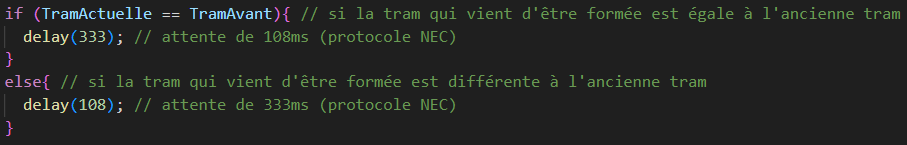 if (TramActuelle == TramAvant){ // si la tram qui vient d'être formée est égale à l'ancienne tram
delay(333); // attente de 108ms (protocole NEC)
}
else{ // si la tram qui vient d'être formée est différente à l'ancienne tram
delay(108); // attente de 333ms (protocole NEC)
}